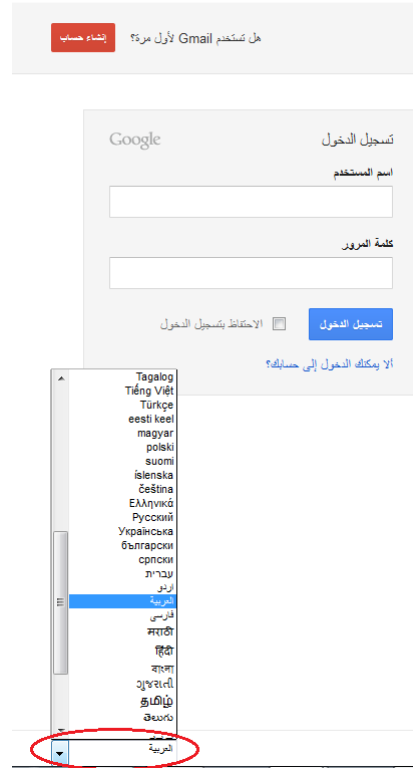 هل تستخدم Gmail لأول مرة؟ إنشاء حساب
تسجيل الدخول Google
اسم المستخدم
كلمة المرور
تسجيل الدخول الاحتفاظ بتسجيل الدخول
ألا يمكنك الدخول إلى حسابك؟
Tagalog
Tiếng Việt
Türkçe
eesti keel
magyar
polski
suomi
íslenska
čeština
Ελληνικά
Русский
Українська
български
српски
עברית
اردو
العربية
فارسی
मराठी
हिंदी
বাংলা
ગુજરાતી
தமிழ்
తెలుగు
العربية